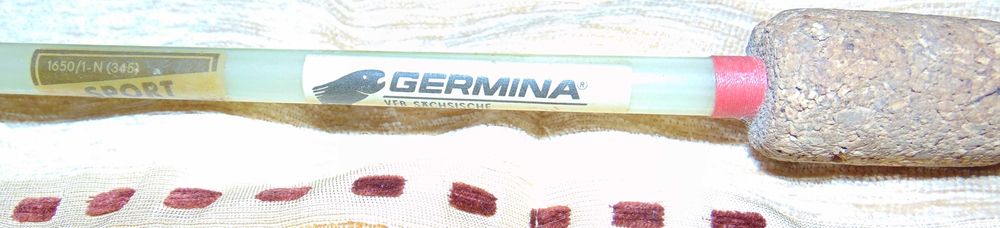 1650/1-N (345)
SPORT
GERMINA®
VEB SÄCHSISCHE